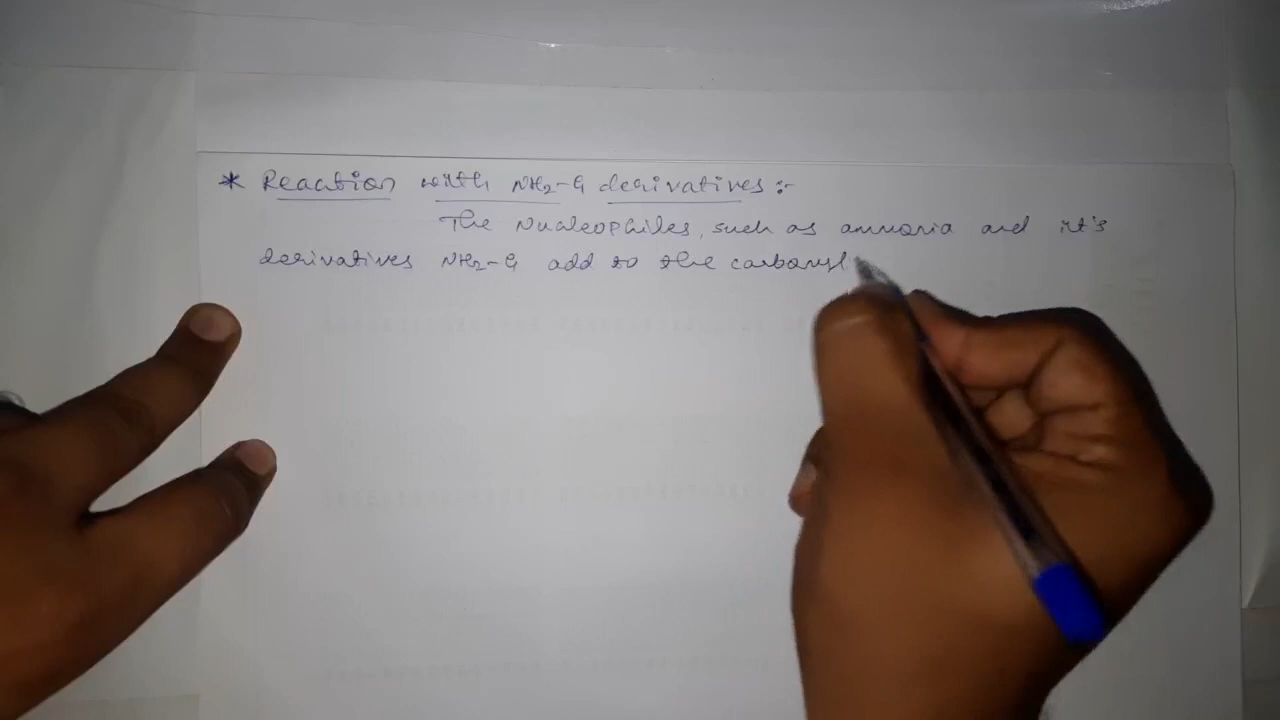 * Reaction with NH2-G derivatives :-
The Nucleophiles, such as ammonia and it's
derivatives NH2-G add to the carbonyl